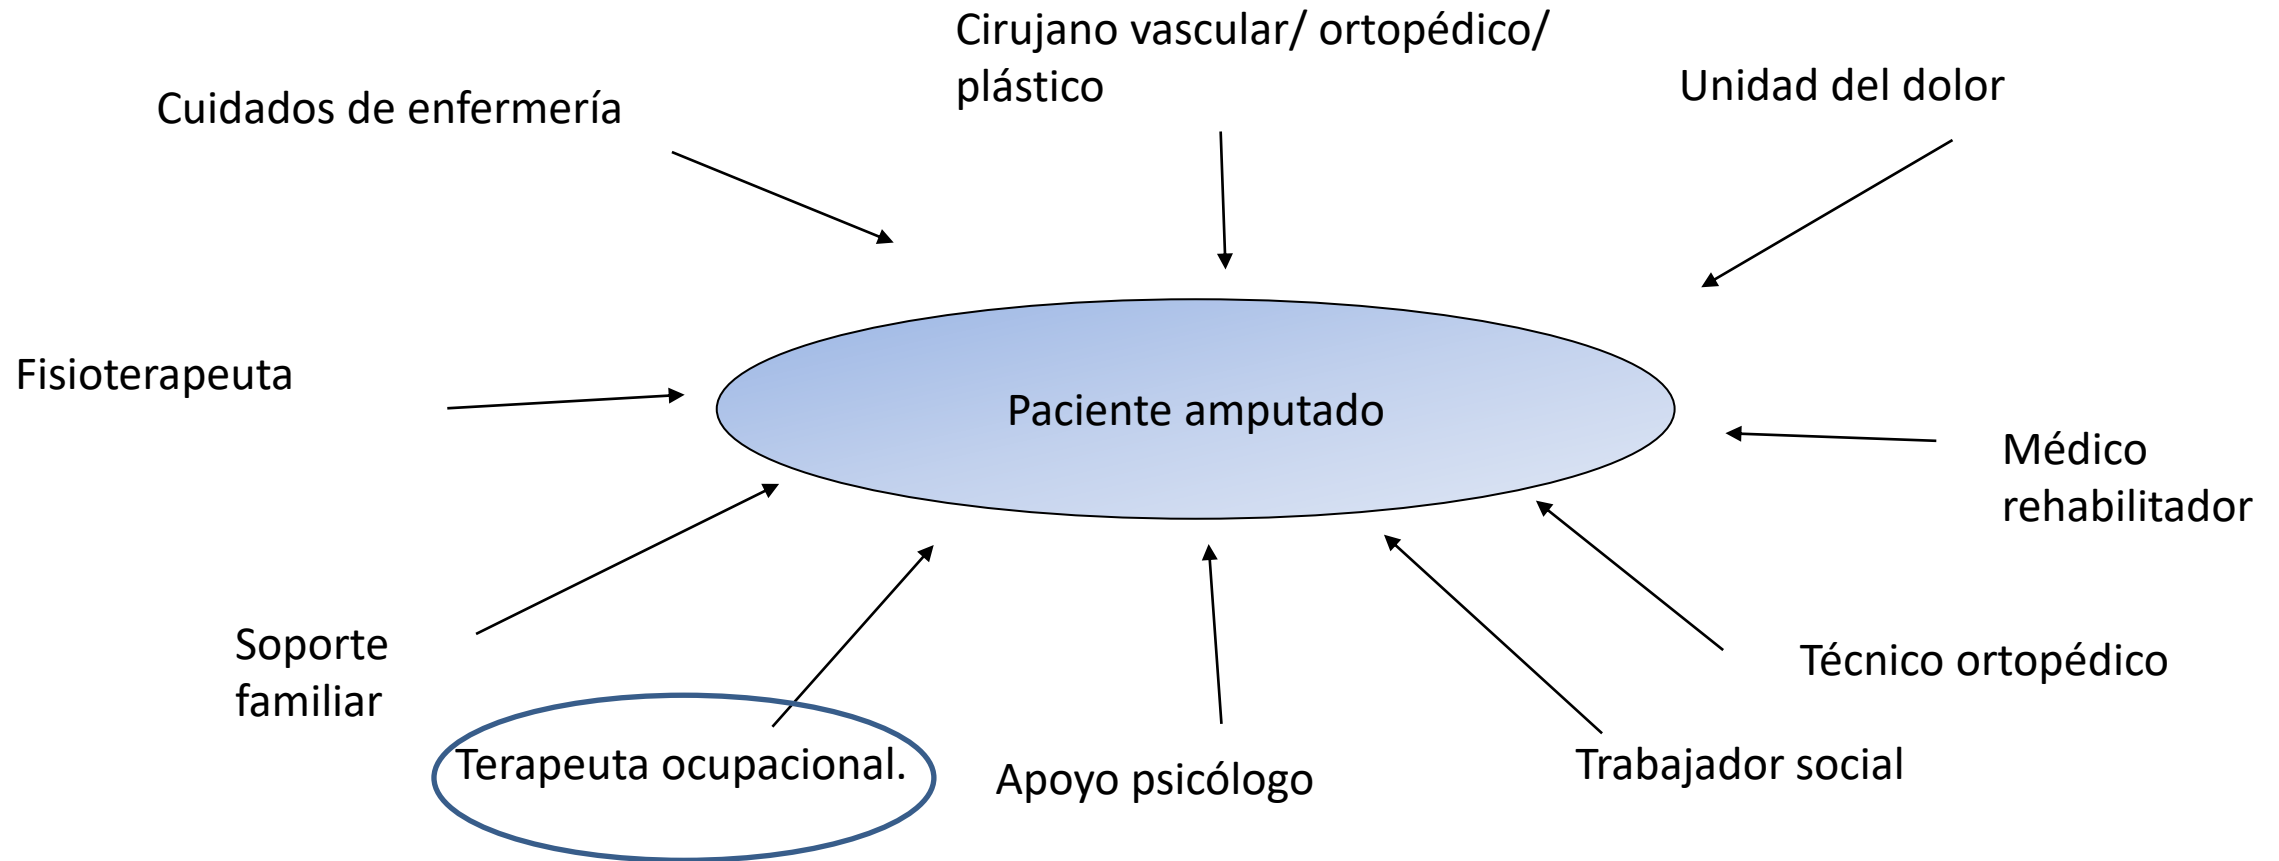 Cirujano vascular/ ortopédico/
plástico
Unidad del dolor
Cuidados de enfermería
Fisioterapeuta
Paciente amputado
Médico
rehabilitador
Soporte
familiar
Técnico ortopédico
Terapeuta ocupacional.
Apoyo psicólogo
Trabajador social